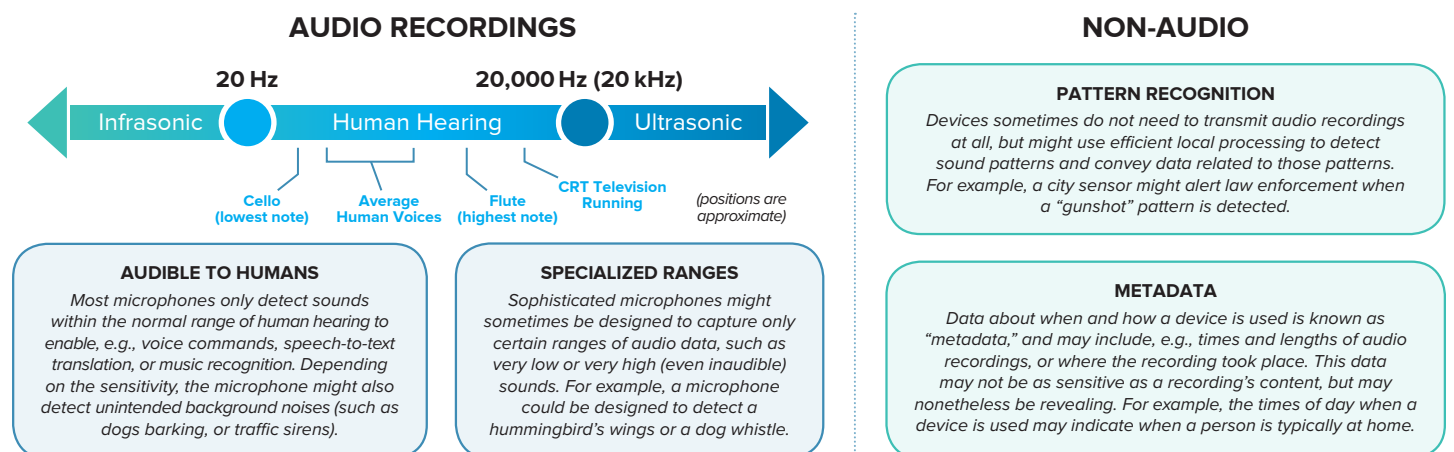 AUDIO RECORDINGS
20 Hz
20,000 Hz (20 kHz)
Infrasonic
Human Hearing
Ultrasonic
Cello
(lowest note)
Average
Human Voices
Flute
(highest note)
CRT Television
Running
(positions are
approximate)
AUDIBLE TO HUMANS
Most microphones only detect sounds
within the normal range of human hearing to
enable, e.g., voice commands, speech-to-text
translation, or music recognition. Depending
on the sensitivity, the microphone might also
detect unintended background noises (such as
dogs barking, or traffic sirens).
SPECIALIZED RANGES
Sophisticated microphones might
sometimes be designed to capture only
certain ranges of audio data, such as
very low or very high (even inaudible)
sounds. For example, a microphone
could be designed to detect a
hummingbird’s wings or a dog whistle.
NON-AUDIO
PATTERN RECOGNITION
Devices sometimes do not need to transmit audio recordings
at all, but might use efficient local processing to detect
sound patterns and convey data related to those patterns.
For example, a city sensor might alert law enforcement when
a “gunshot” pattern is detected.
METADATA
Data about when and how a device is used is known as
“metadata,” and may include, e.g., times and lengths of audio
recordings, or where the recording took place. This data
may not be as sensitive as a recording’s content, but may
nonetheless be revealing. For example, the times of day when a
device is used may indicate when a person is typically at home.